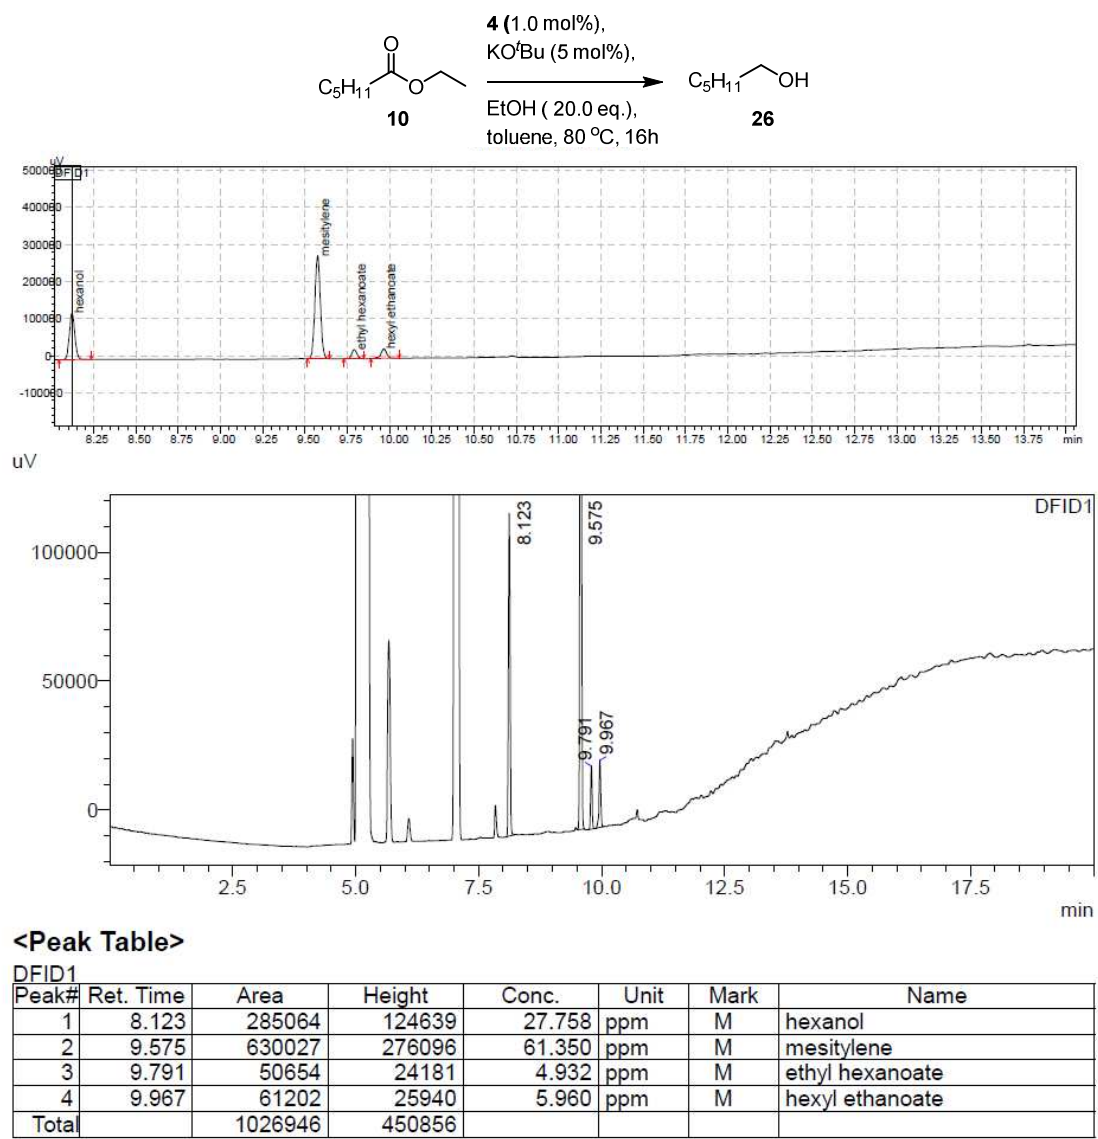 4 (1.0 mol%),
KOᵗBu (5 mol%),
O
C5H11 O
C5H11 OH
10
26
EtOH ( 20.0 eq.),
toluene, 80 ⁰C, 16h
uV
DFID1
500000
400000
300000
200000
100000
0
-100000
hexanol
mesitylene
ethyl hexanoate
hexyl ethanoate
8.25 8.50 8.75 9.00 9.25 9.50 9.75 10.00 10.25 10.50 10.75 11.00 11.25 11.50 11.75 12.00 12.25 12.50 12.75 13.00 13.25 13.50 13.75 min
uV
DFID1
100000
50000
0
8.123
9.575
9.791
9.967
2.5 5.0 7.5 10.0 12.5 15.0 17.5
min
<Peak Table>
DFID1
Peak# Ret. Time Area Height Conc. Unit Mark Name
1 8.123 285064 124639 27.758 ppm M hexanol
2 9.575 630027 276096 61.350 ppm M mesitylene
3 9.791 50654 24181 4.932 ppm M ethyl hexanoate
4 9.967 61202 25940 5.960 ppm M hexyl ethanoate
Total 1026946 450856